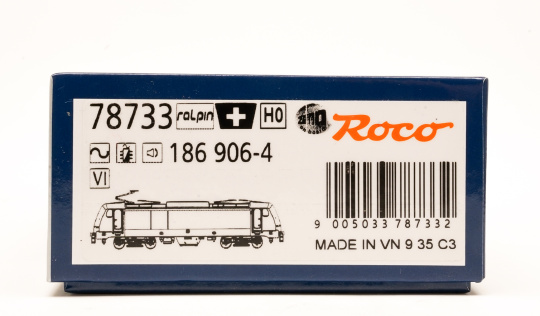 78733 ralpin H0 Roco
186 906-4
VI
9 005033 787332
MADE IN VN 9 35 C3